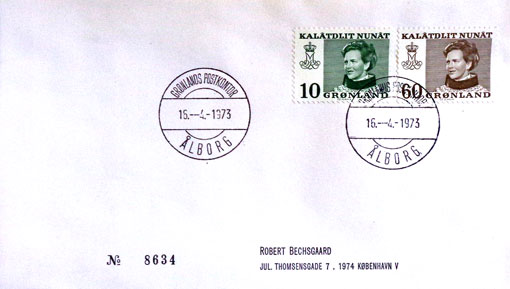 KALÂTDLIT NUNÂT
10 GRØNLAND
KALÂTDLIT NUNÂT
60 GRØNLAND
GRØNLANDS POSTKONTOR
16.--4.-1973
ÅLBORG.
16.--4.-1973
ÅLBORG.
№ 8634
ROBERT BECHSGAARD
JUL. THOMSENSGADE 7 , 1974 KØBENHAVN V